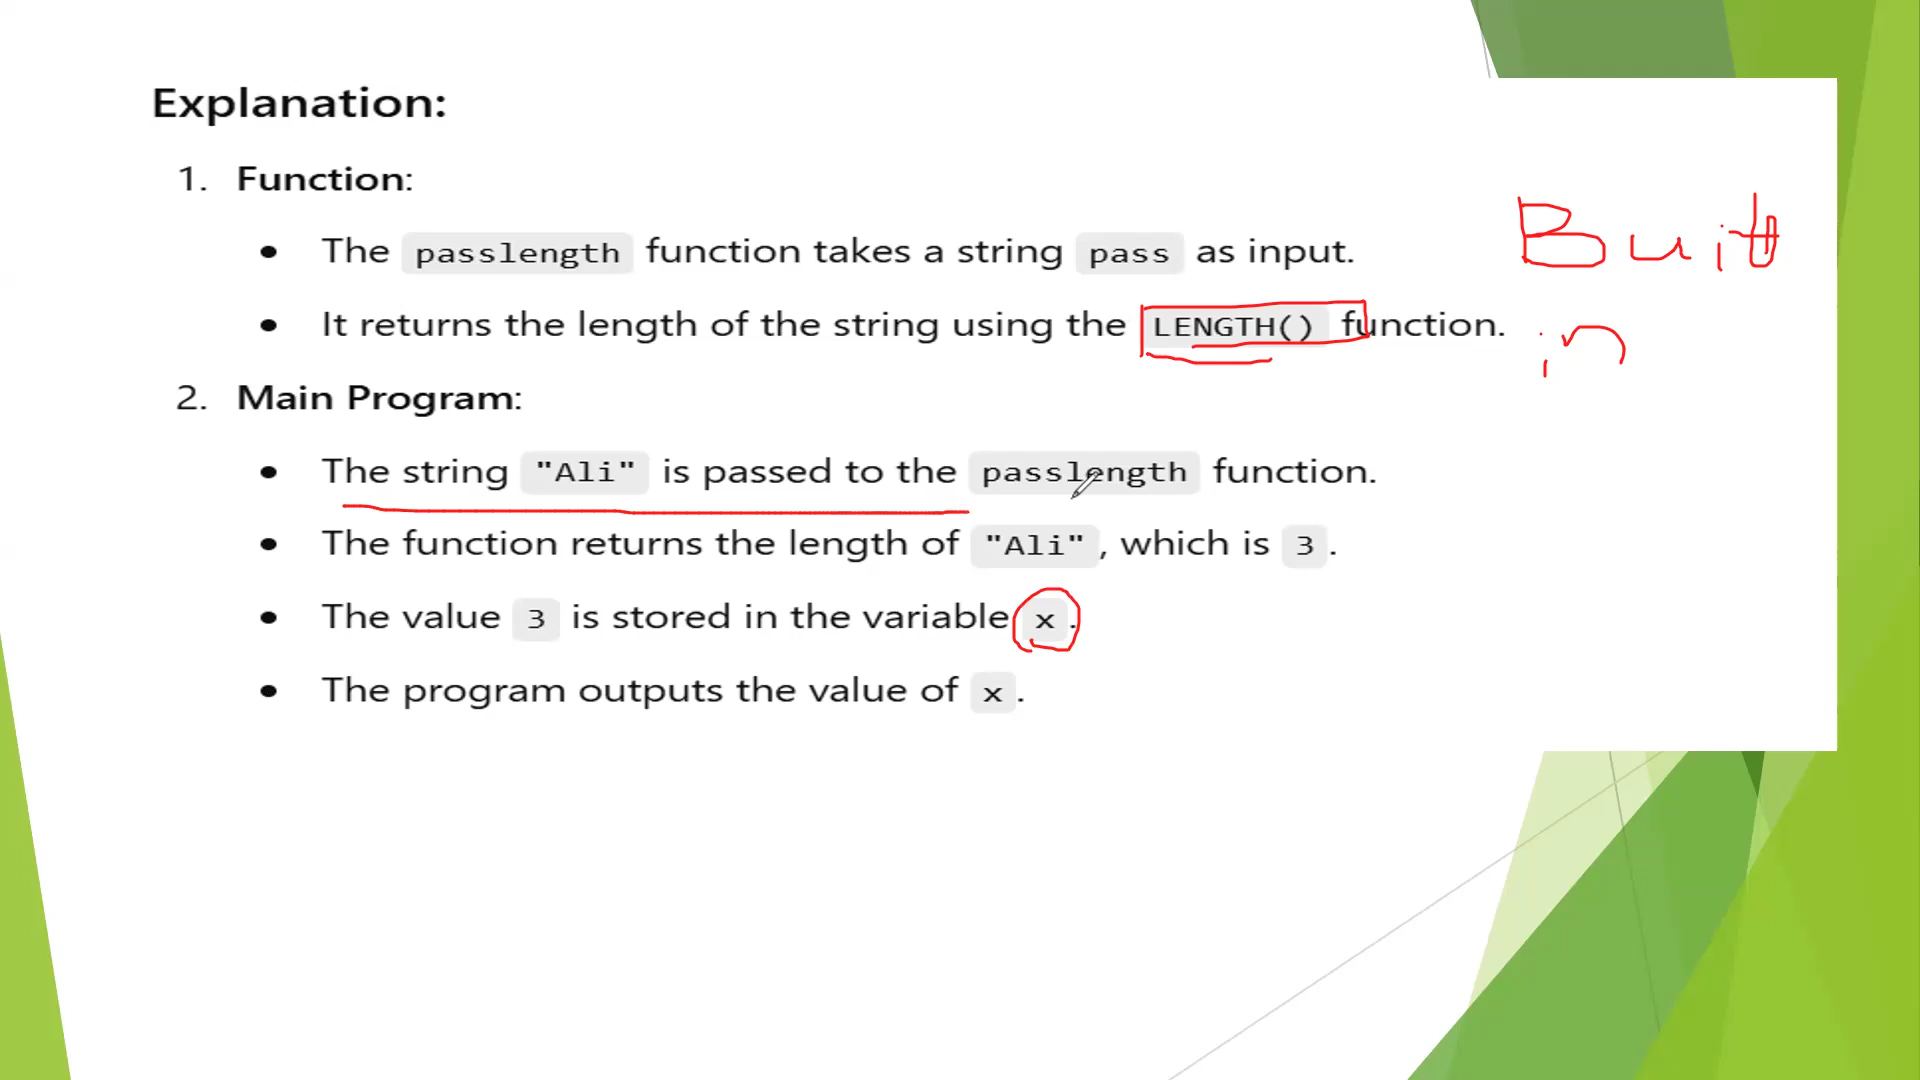 Explanation:
1. Function:
• The passlength function takes a string pass as input.
• It returns the length of the string using the LENGTH() function.
2. Main Program:
• The string "Ali" is passed to the passlength function.
• The function returns the length of "Ali", which is 3.
• The value 3 is stored in the variable x.
• The program outputs the value of x.
Built
in